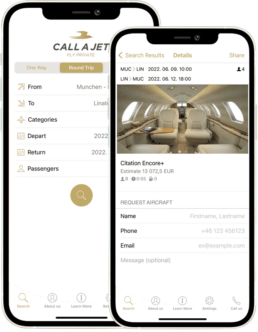 CALL A JET
FLY PRIVATE
One Way
Round Trip
From
Munchen -
To
Linate
Categories
Depart
2022.
Return
2022.
Passengers
Search
About us
Learn More
Search Results
Details
Share
MUC > LIN 2022. 06. 09. 10:00
4
LIN > MUC 2022. 06. 12. 18:00
Citation Encore+
Estimate 13 072,5 EUR
8
0:55
0
REQUEST AIRCRAFT
Name
Firstname, Lastname
Phone
+46 123 456123
Email
ex@example.com
Message (optional)
Search
About us
Learn More
Settings
Call us